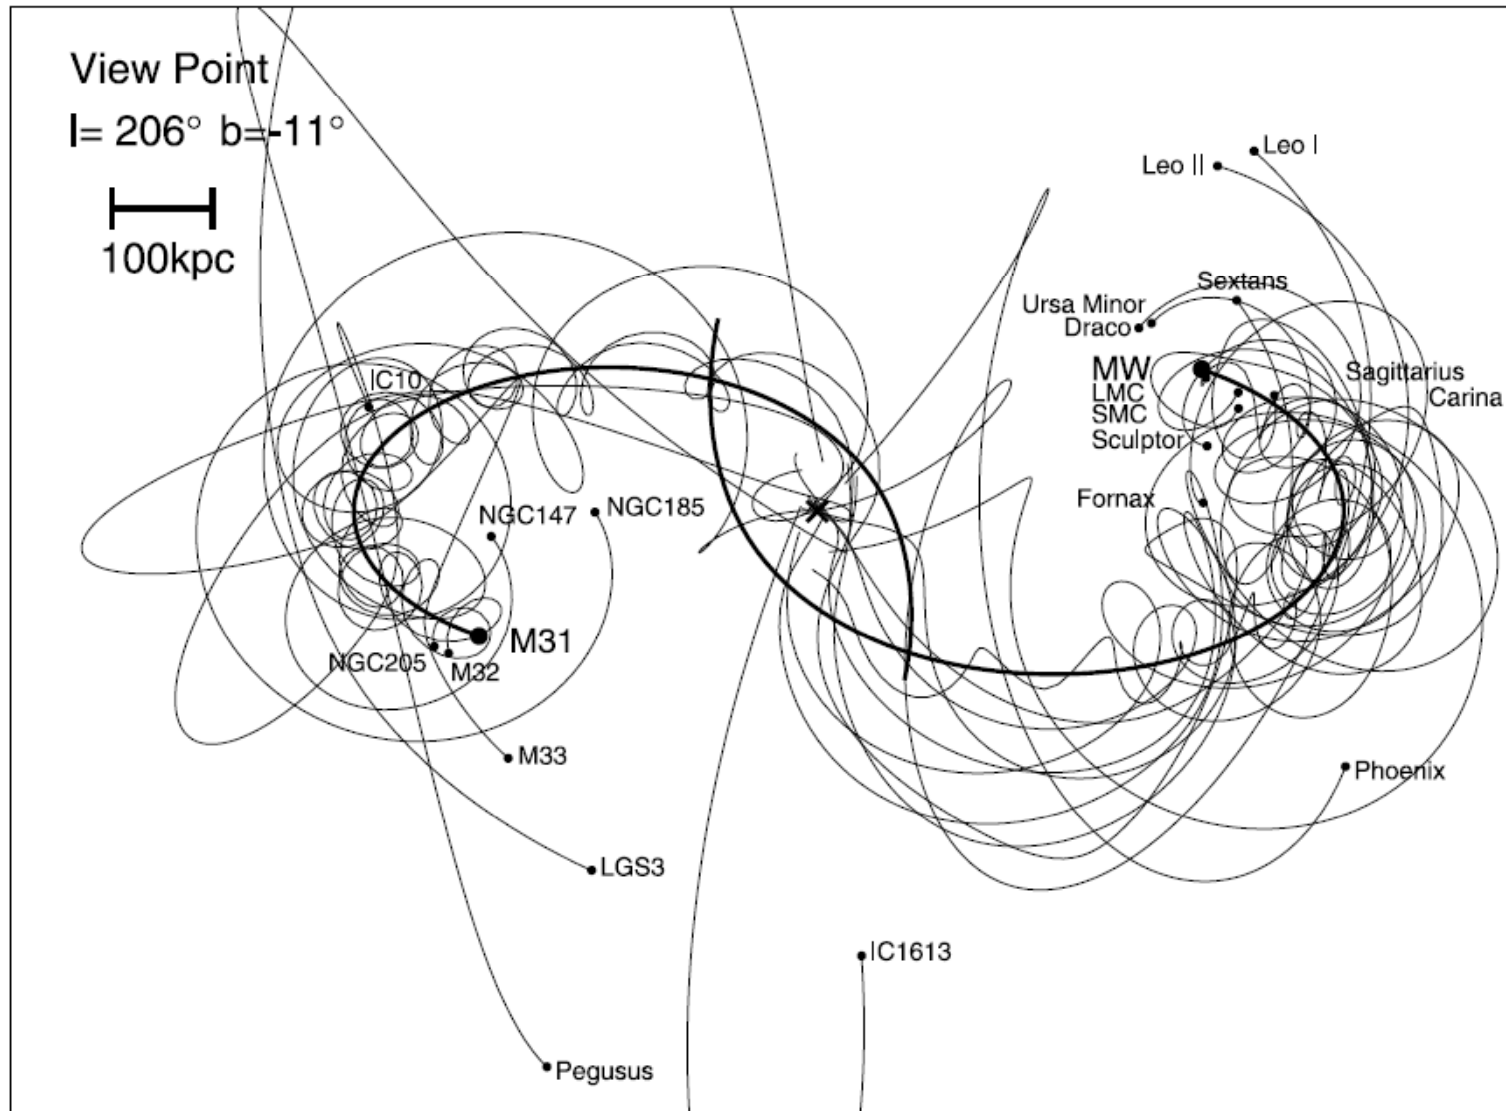 View Point
l= 206° b=-11°
100kpc
Leo I
Leo II
Sextans
Ursa Minor
Draco
MW
LMC
SMC
Sculptor
Sagittarius
Carina
Fornax
IC10
NGC147
NGC185
M31
NGC205
M32
M33
Phoenix
LGS3
IC1613
Pegusus